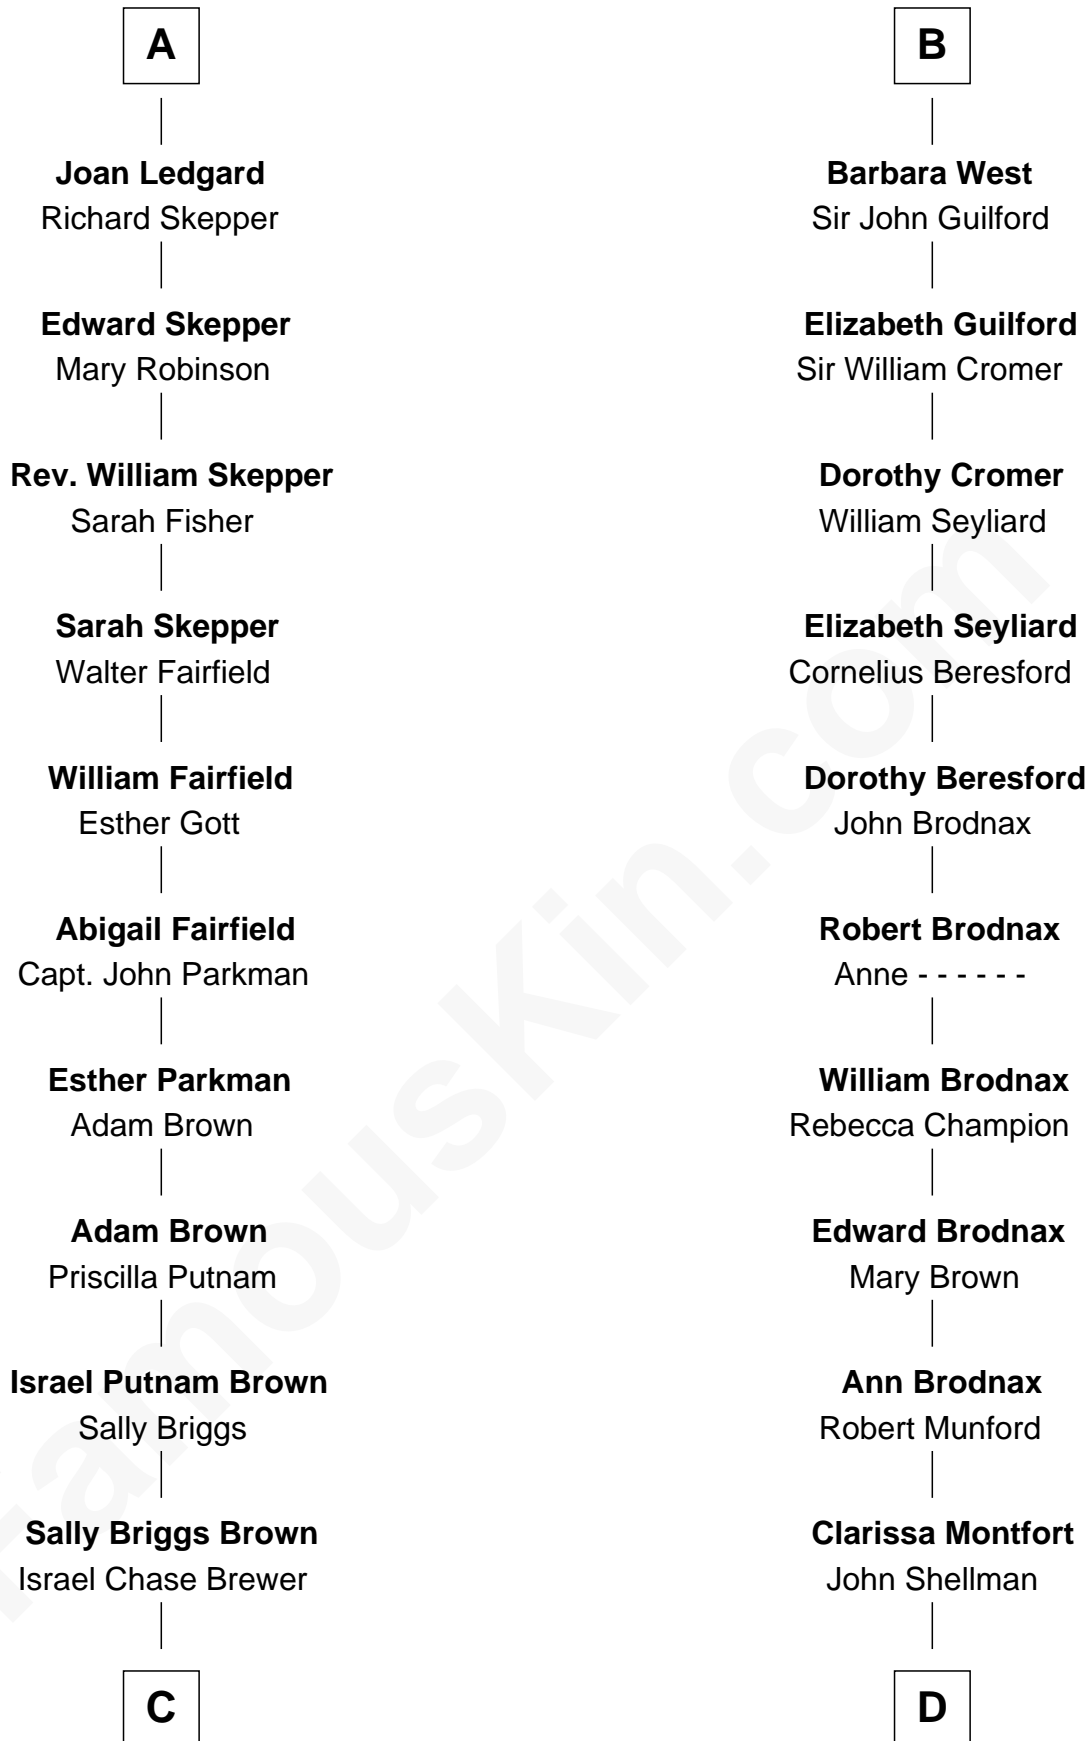 A
Joan Ledgard
Richard Skepper
Edward Skepper
Mary Robinson
Rev. William Skepper
Sarah Fisher
Sarah Skepper
Walter Fairfield
William Fairfield
Esther Gott
Abigail Fairfield
Capt. John Parkman
Esther Parkman
Adam Brown
Adam Brown
Priscilla Putnam
Israel Putnam Brown
Sally Briggs
Sally Briggs Brown
Israel Chase Brewer
C
B
Barbara West
Sir John Guilford
Elizabeth Guilford
Sir William Cromer
Dorothy Cromer
William Seyliard
Elizabeth Seyliard
Cornelius Beresford
Dorothy Beresford
John Brodnax
Robert Brodnax
Anne - - - - - -
William Brodnax
Rebecca Champion
Edward Brodnax
Mary Brown
Ann Brodnax
Robert Munford
Clarissa Montfort
John Shellman
D
FamousKin.com